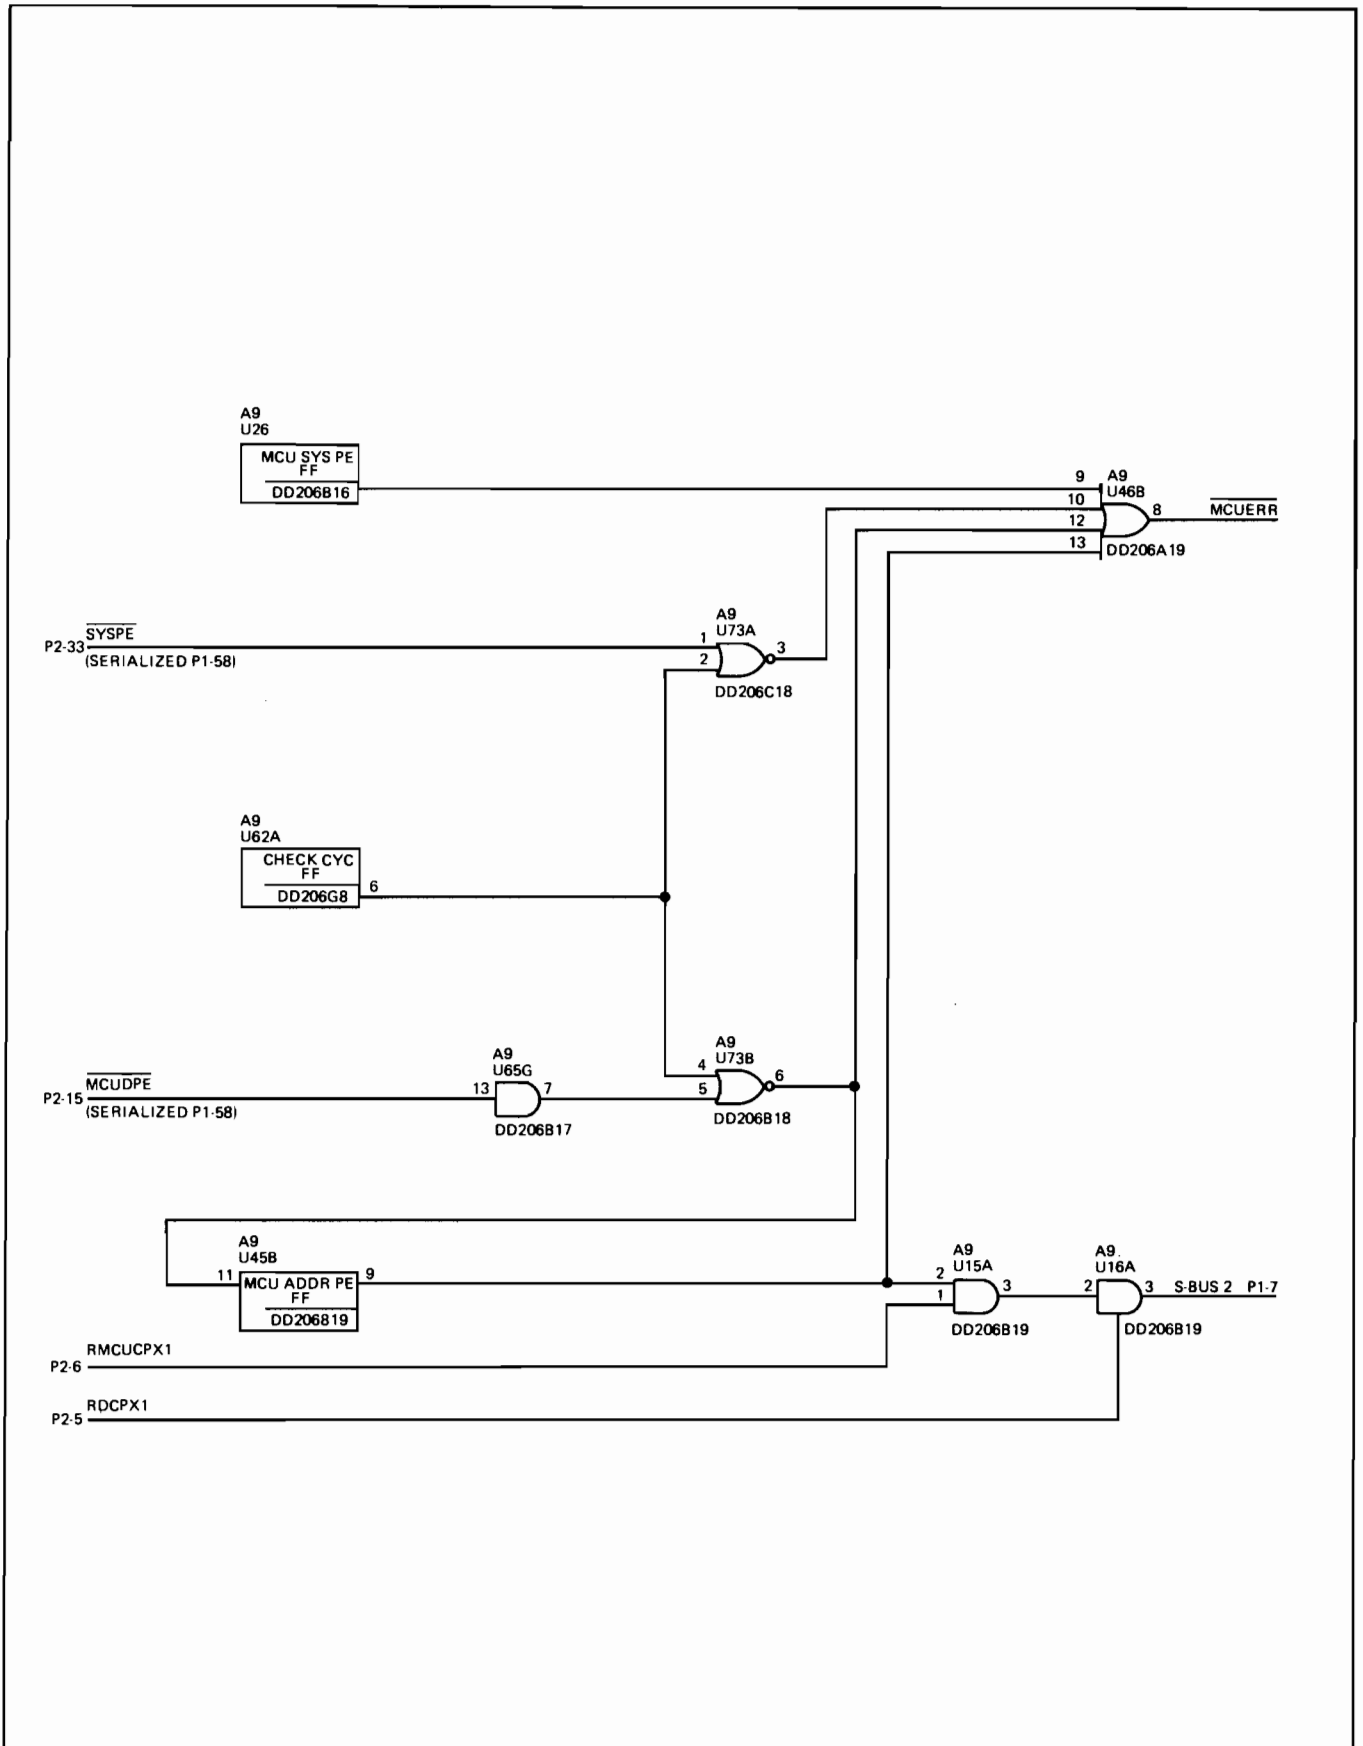 A9
U26
MCU SYS PE
FF
DD206B16
9
10
12
13
A9
U46B
8
MCUERR
DD206A19
P2-33
SYSPE
(SERIALIZED P1-58)
1
2
A9
U73A
3
DD206C18
A9
U62A
CHECK CYC
FF
DD206G8
6
P2-15
MCUDPE
(SERIALIZED P1-58)
13
A9
U65G
7
DD206B17
4
5
A9
U73B
6
DD206B18
A9
U45B
11
MCU ADDR PE
FF
DD206819
9
2
1
A9
U15A
3
DD206B19
2
A9.
U16A
3
S-BUS 2 P1-7
DD206B19
P2-6
RMCUCPX1
P2-5
RDCPX1